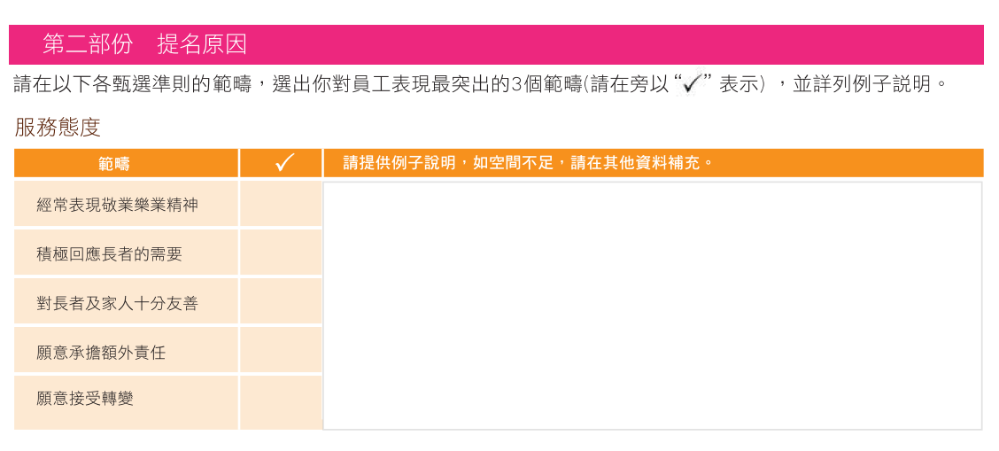 第二部份　提名原因
請在以下各甄選準則的範疇，選出你對員工表現最突出的3個範疇(請在旁以“✓” 表示) ，並詳列例子説明。
服務態度
範疇 ✓ 請提供例子說明，如空間不足，請在其他資料補充。
經常表現敬業樂業精神
積極回應長者的需要
對長者及家人十分友善
願意承擔額外責任
願意接受轉變